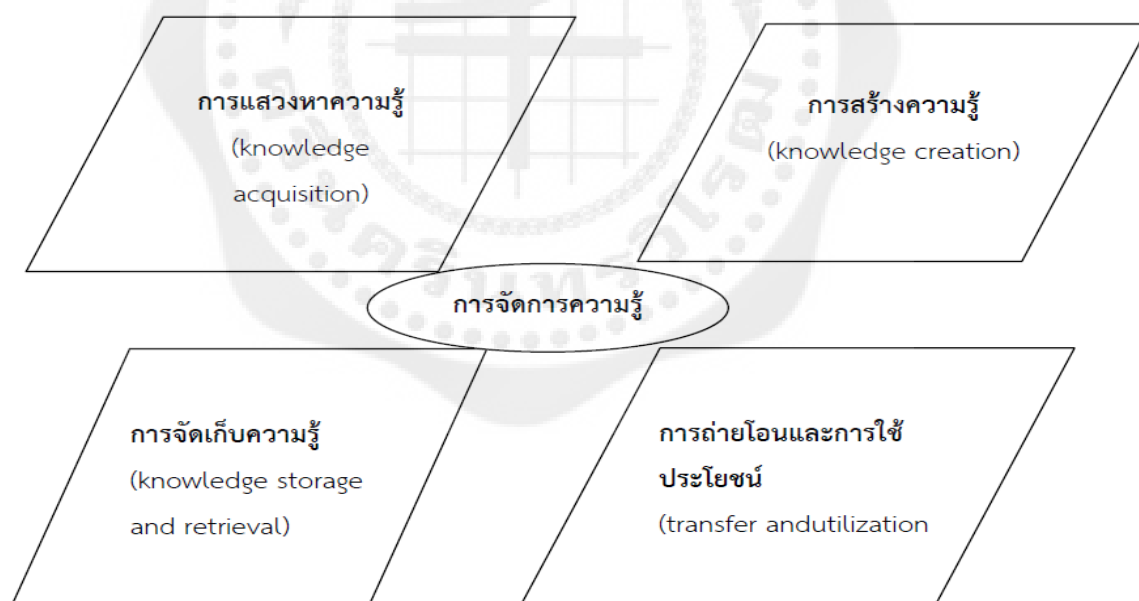 การแสวงหาความรู้
(knowledge
acquisition)
การสร้างความรู้
(knowledge creation)
การจัดการความรู้
การจัดเก็บความรู้
(knowledge storage
and retrieval)
การถ่ายโอนและการใช้
ประโยชน์
(transfer andutilization